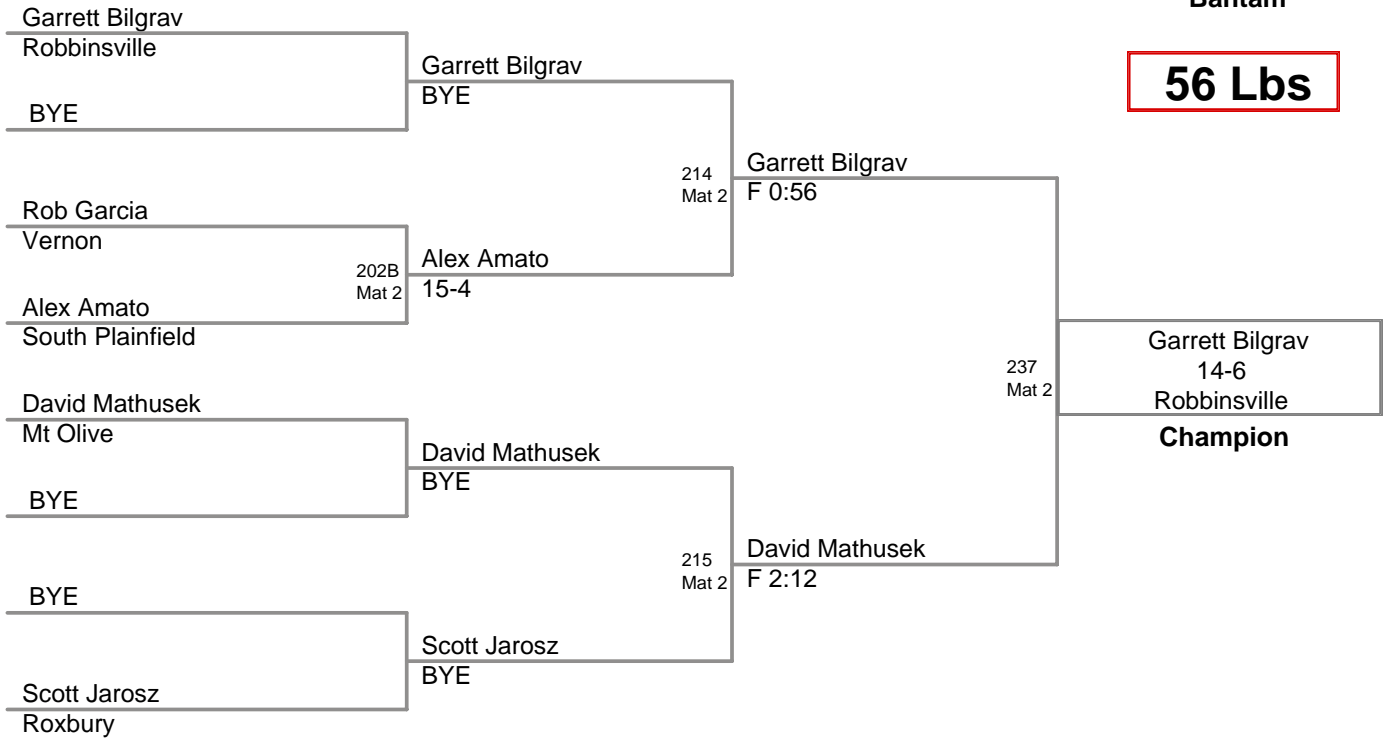 Bantam
56 Lbs
Garrett Bilgrav
Robbinsville
BYE
Rob Garcia
Vernon
Alex Amato
South Plainfield
David Mathusek
Mt Olive
BYE
BYE
Scott Jarosz
Roxbury
Garrett Bilgrav
BYE
202B
Mat 2
Alex Amato
15-4
David Mathusek
BYE
Scott Jarosz
BYE
214
Mat 2
Garrett Bilgrav
F 0:56
215
Mat 2
David Mathusek
F 2:12
237
Mat 2
Garrett Bilgrav
14-6
Robbinsville
Champion